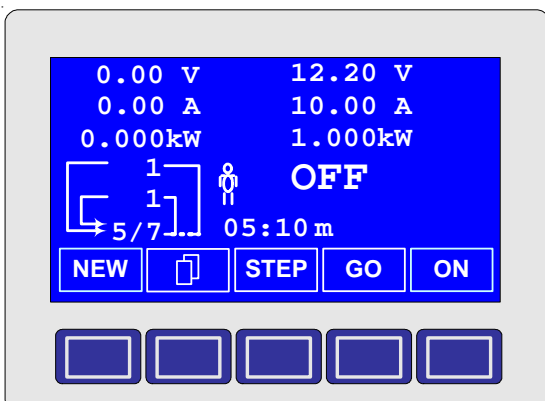 0.00 V 12.20 V
0.00 A 10.00 A
0.000kW 1.000kW
1
OFF
1
5/7 05:10m
NEW STEP GO ON